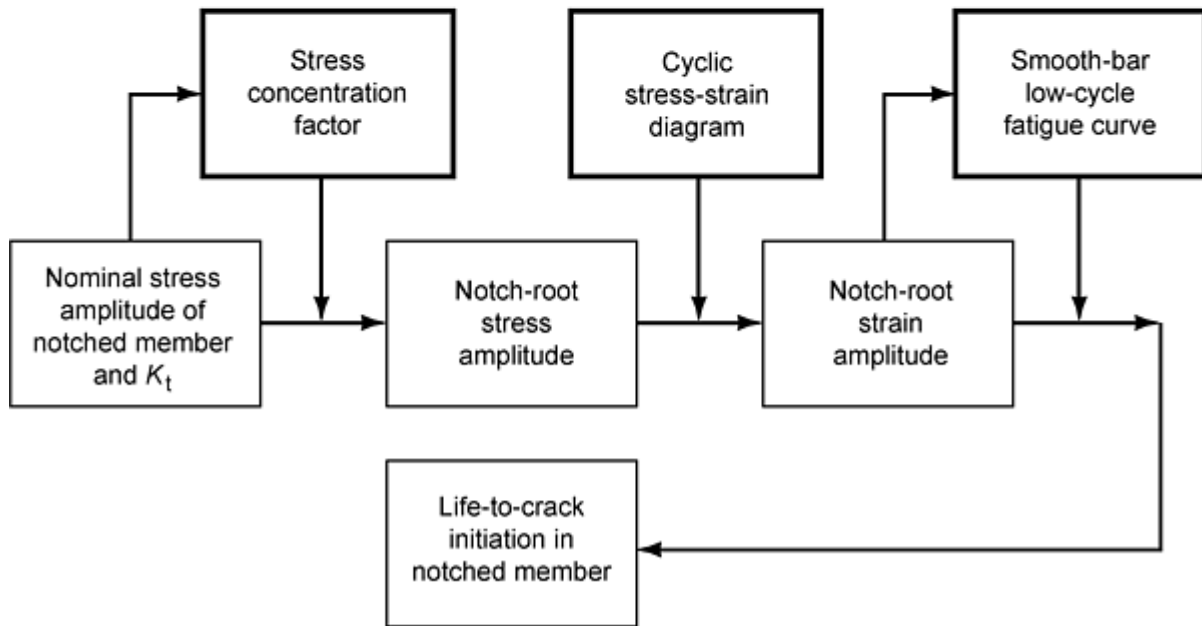 Stress
concentration
factor
Cyclic
stress-strain
diagram
Smooth-bar
low-cycle
fatigue curve
Nominal stress
amplitude of
notched member
and Kt
Notch-root
stress
amplitude
Notch-root
strain
amplitude
Life-to-crack
initiation in
notched member